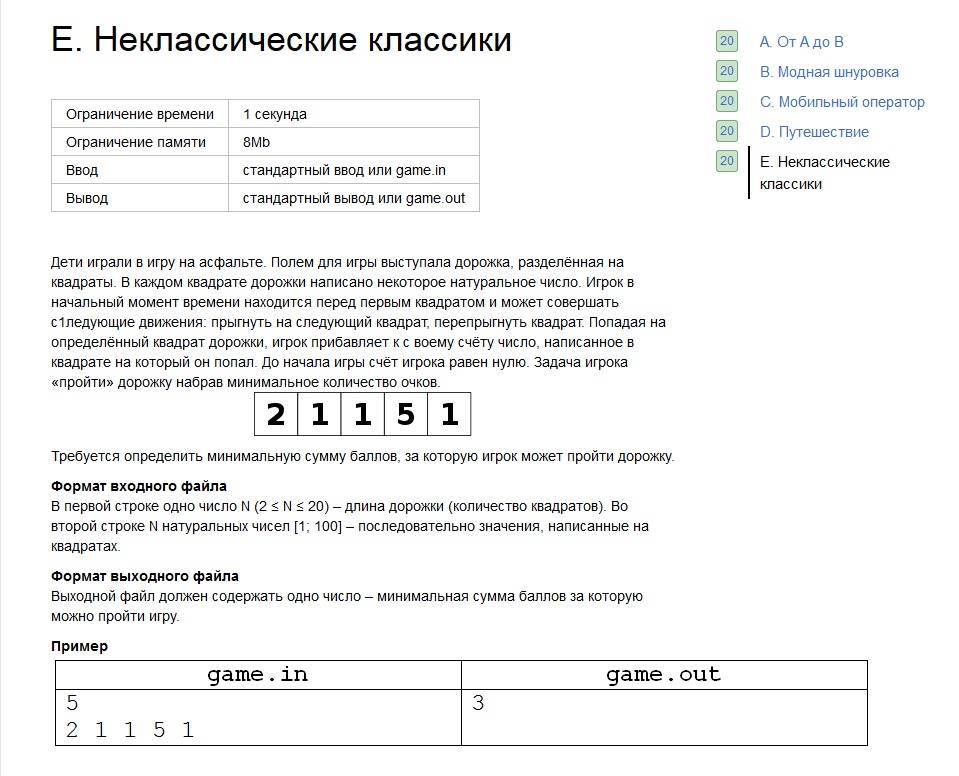 E. Неклассические классики
Ограничение времени 1 секунда
Ограничение памяти 8Mb
Ввод стандартный ввод или game.in
Вывод стандартный вывод или game.out
20 A. От А до В
20 B. Модная шнуровка
20 C. Мобильный оператор
20 D. Путешествие
20 E. Неклассические
классики
Дети играли в игру на асфальте. Полем для игры выступала дорожка, разделённая на
квадраты. В каждом квадрате дорожки написано некоторое натуральное число. Игрок в
начальный момент времени находится перед первым квадратом и может совершать
с1ледующие движения: прыгнуть на следующий квадрат, перепрыгнуть квадрат. Попадая на
определённый квадрат дорожки, игрок прибавляет к с воему счёту число, написанное в
квадрате на который он попал. До начала игры счёт игрока равен нулю. Задача игрока
«пройти» дорожку набрав минимальное количество очков.
2 1 1 5 1
Требуется определить минимальную сумму баллов, за которую игрок может пройти дорожку.
Формат входного файла
В первой строке одно число N (2 ≤ N ≤ 20) – длина дорожки (количество квадратов). Во
второй строке N натуральных чисел [1; 100] – последовательно значения, написанные на
квадратах.
Формат выходного файла
Выходной файл должен содержать одно число – минимальная сумма баллов за которую
можно пройти игру.
Пример
game.in game.out
5 3
2 1 1 5 1